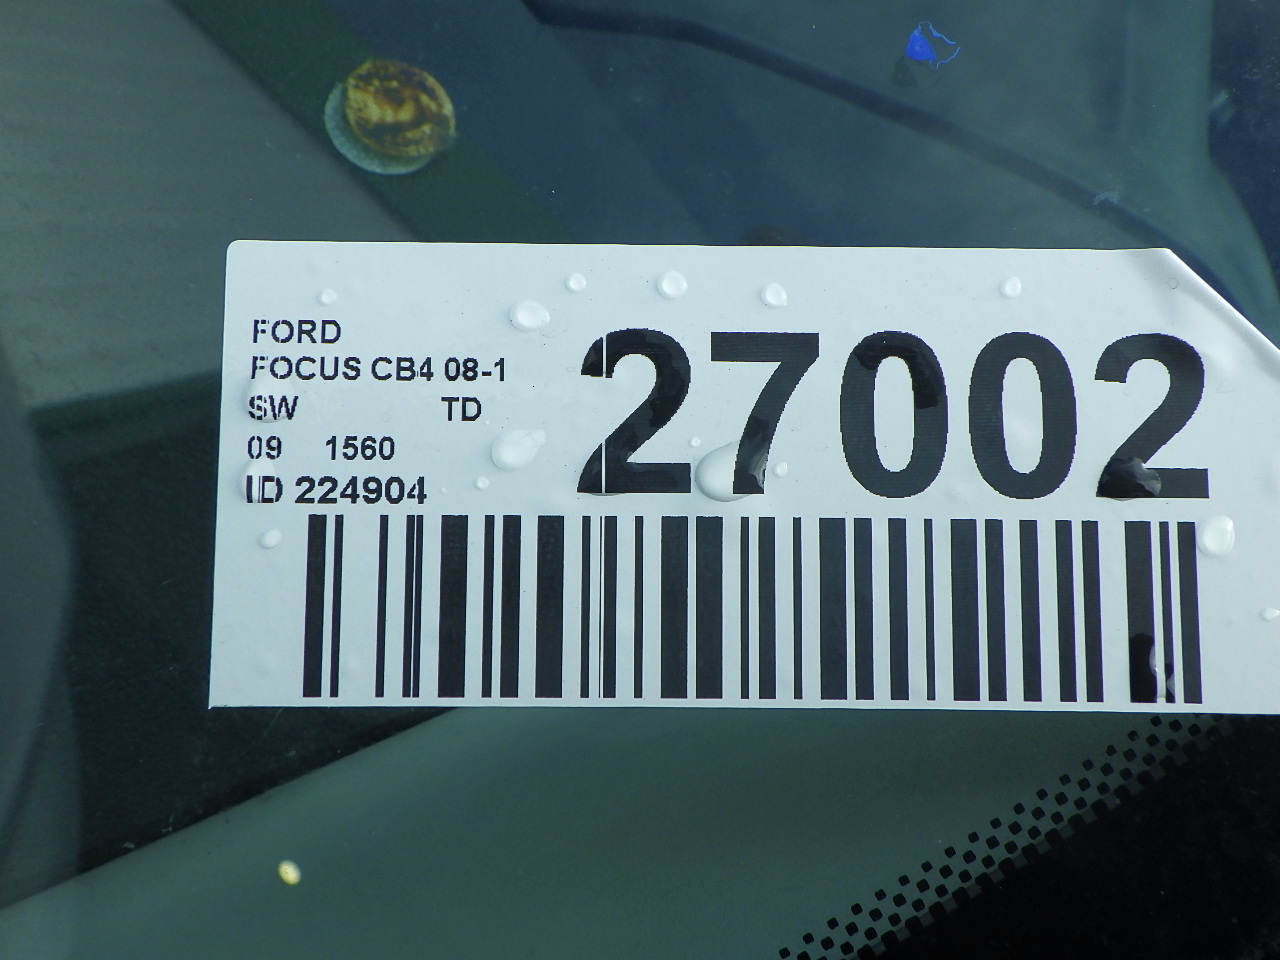 FORD
FOCUS CB4 08-1
SW TD
09 1560
ID 224904
27002